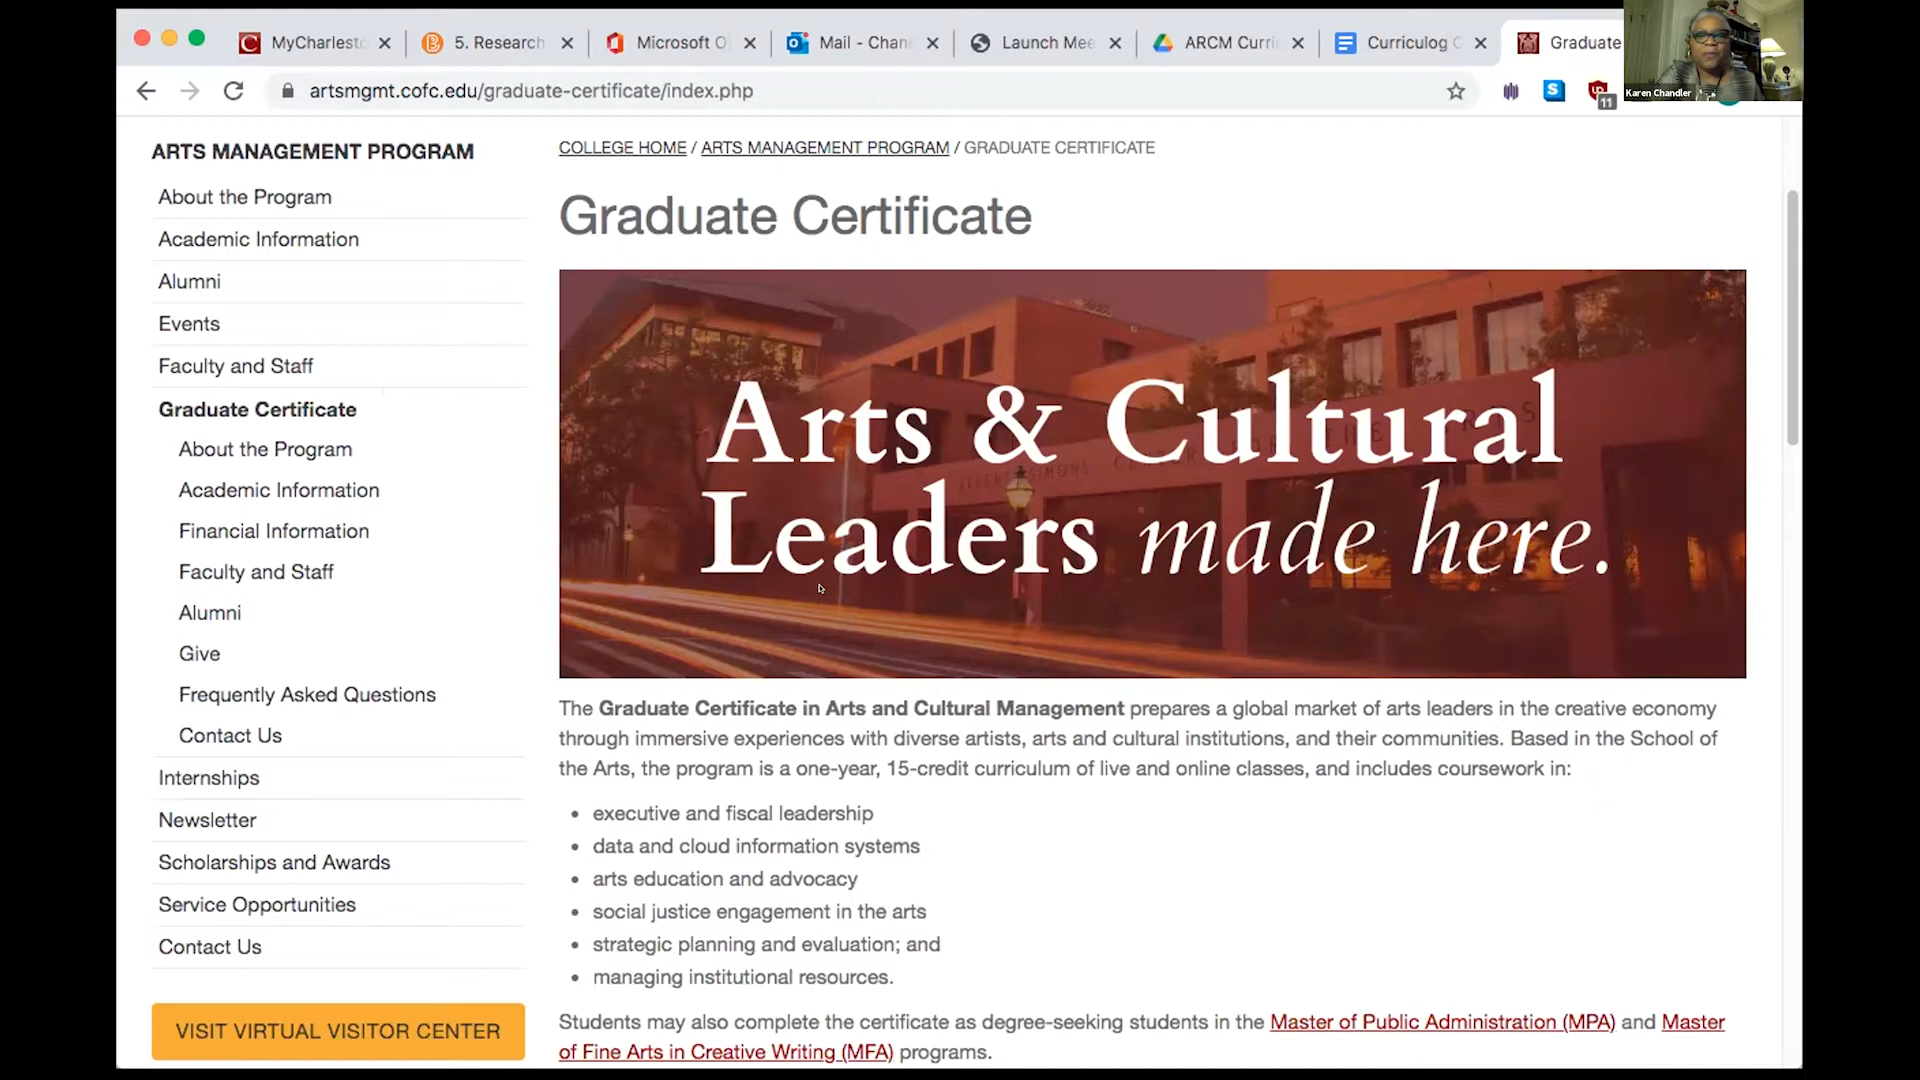 MyCharlest
5. Research
Microsoft O
Mail - Chan
Launch Mee
ARCM Curri
Curriculog C
Graduate
artsmgmt.cofc.edu/graduate-certificate/index.php
11
Karen Chandler
ARTS MANAGEMENT PROGRAM
About the Program
Academic Information
Alumni
Events
Faculty and Staff
Graduate Certificate
About the Program
Academic Information
Financial Information
Faculty and Staff
Alumni
Give
Frequently Asked Questions
Contact Us
Internships
Newsletter
Scholarships and Awards
Service Opportunities
Contact Us
VISIT VIRTUAL VISITOR CENTER
COLLEGE HOME / ARTS MANAGEMENT PROGRAM / GRADUATE CERTIFICATE
Graduate Certificate
Arts & Cultural
Leaders made here.
The Graduate Certificate in Arts and Cultural Management prepares a global market of arts leaders in the creative economy
through immersive experiences with diverse artists, arts and cultural institutions, and their communities. Based in the School of
the Arts, the program is a one-year, 15-credit curriculum of live and online classes, and includes coursework in:
• executive and fiscal leadership
• data and cloud information systems
• arts education and advocacy
• social justice engagement in the arts
• strategic planning and evaluation; and
• managing institutional resources.
Students may also complete the certificate as degree-seeking students in the Master of Public Administration (MPA) and Master
of Fine Arts in Creative Writing (MFA) programs.